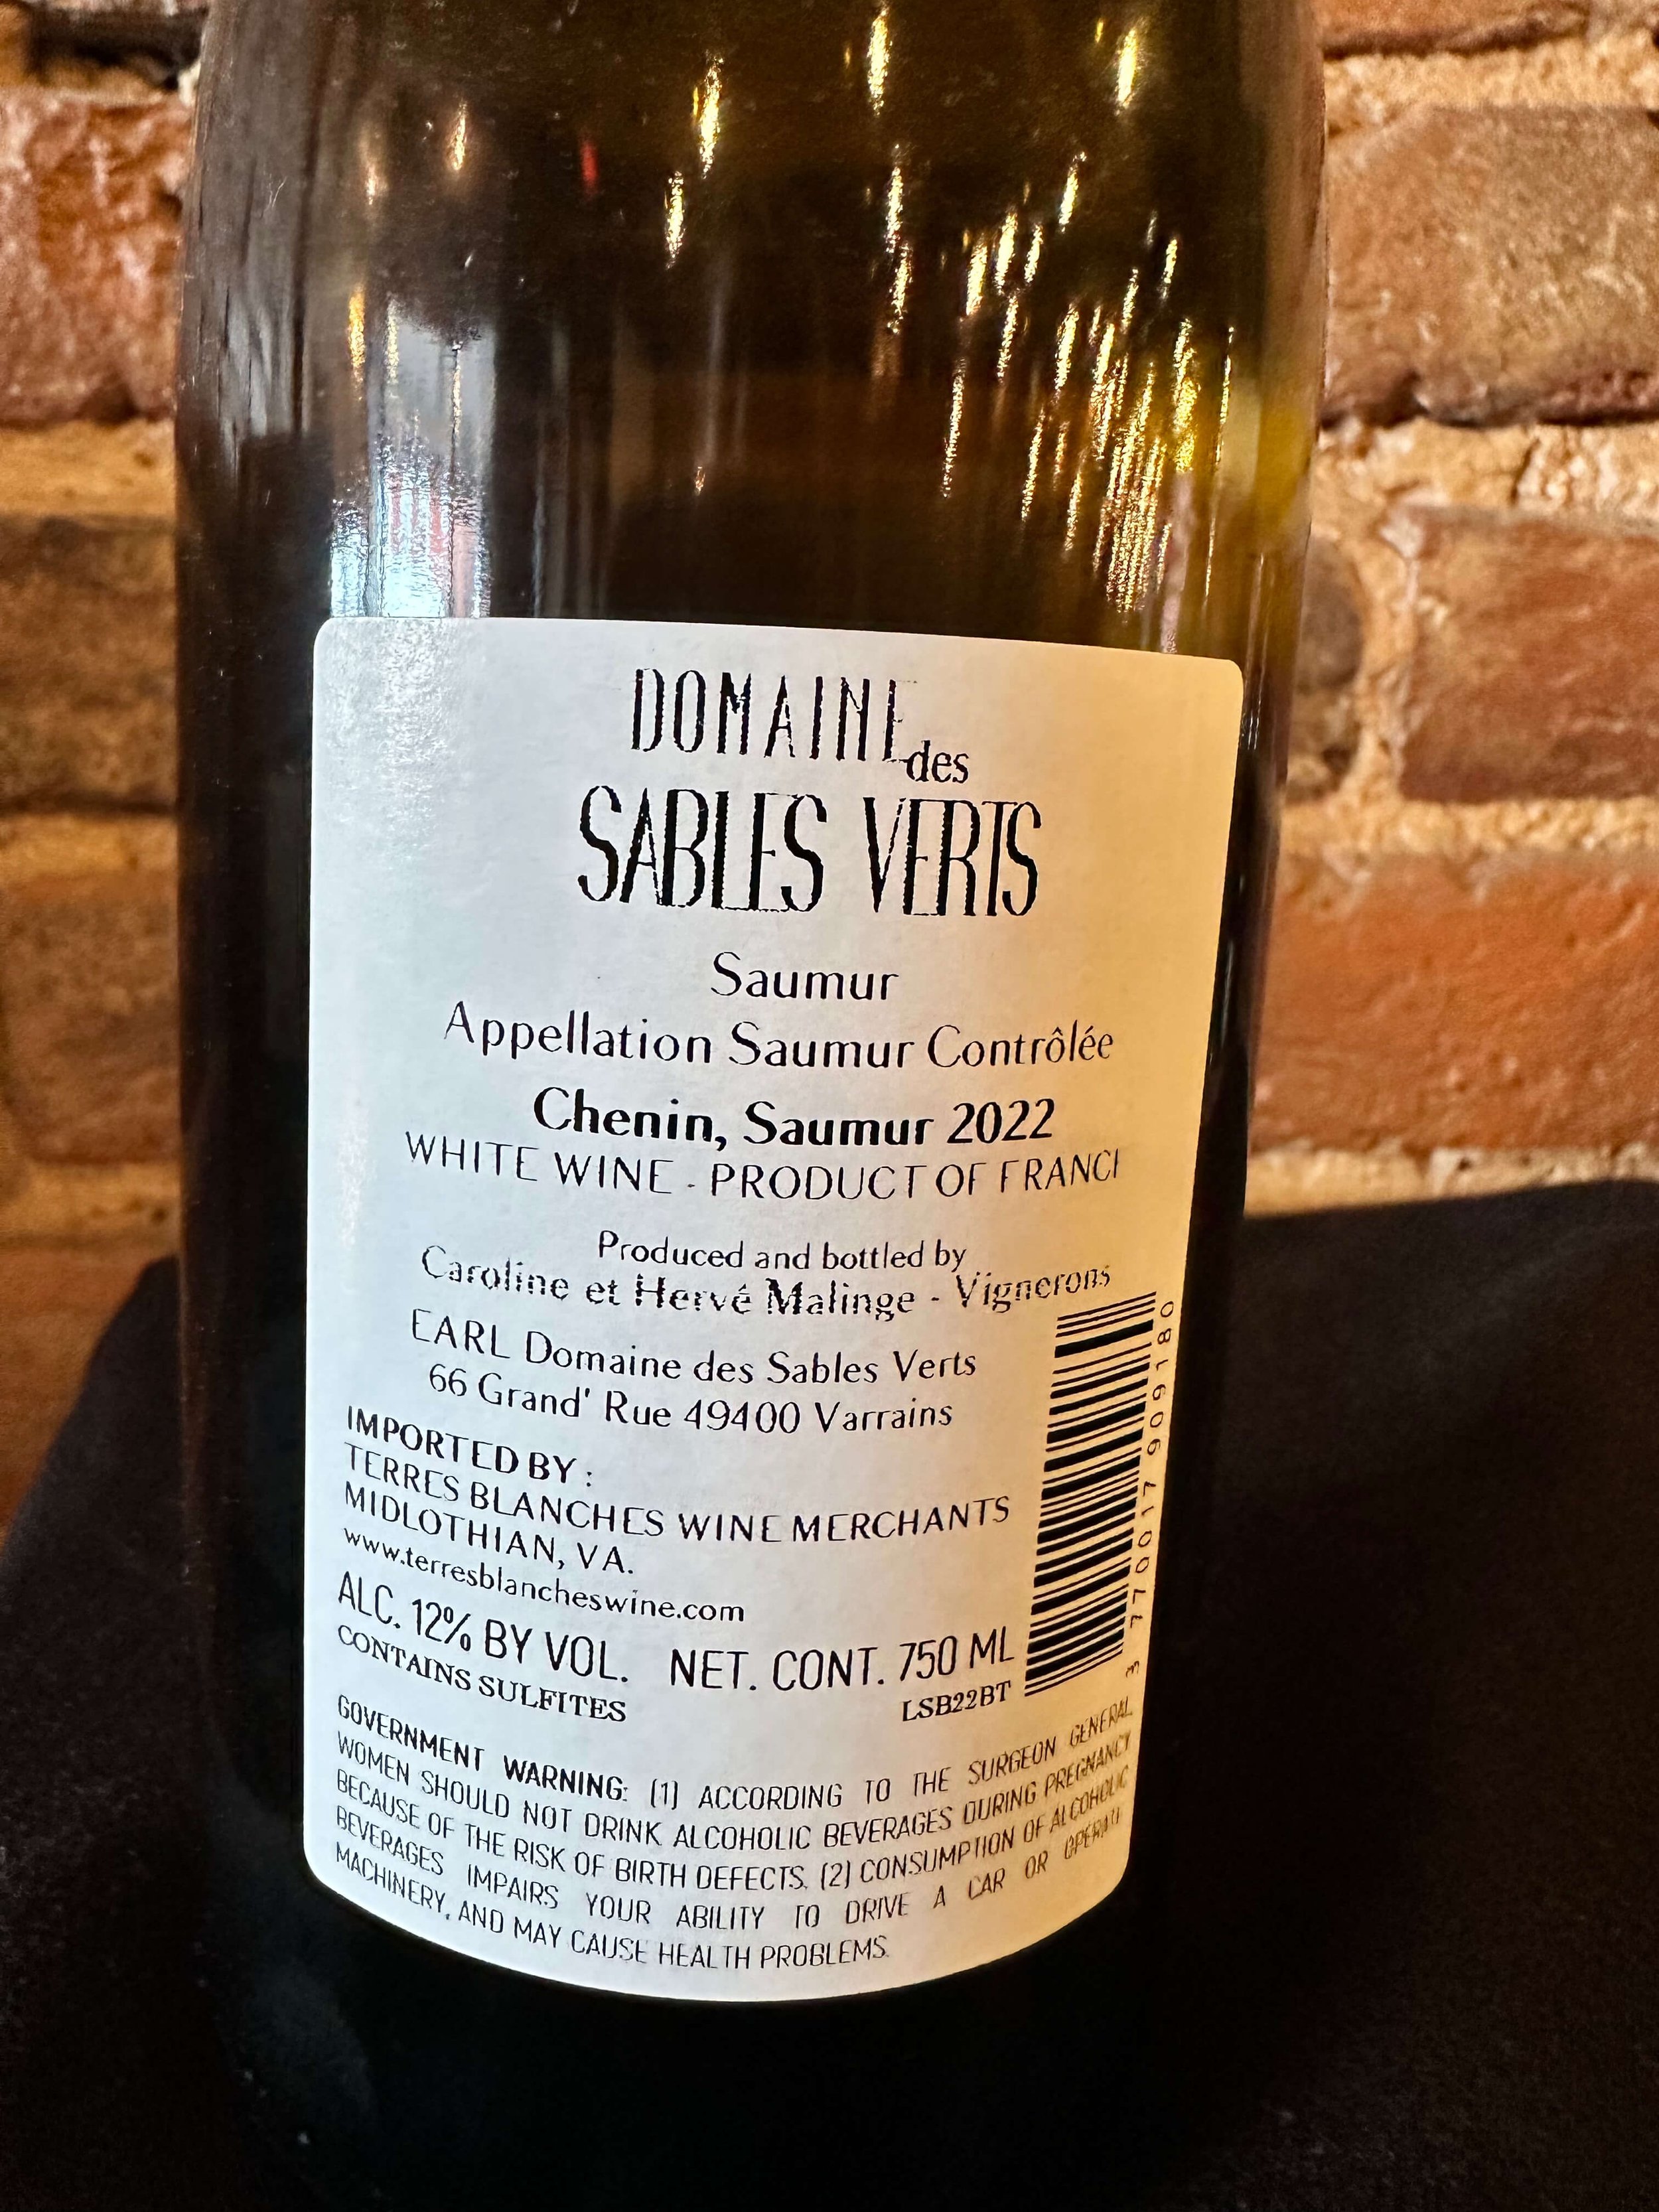 DOMAINE des
SABLES VERTS
Saumur
Appellation Saumur Contrôlée
Chenin, Saumur 2022
WHITE WINE - PRODUCT OF FRANCE
Produced and bottled by
Caroline et Hervé Malinge - Vignerons
EARL Domaine des Sables Verts
66 Grand' Rue 49400 Varrains
IMPORTED BY :
TERRES BLANCHES WINE MERCHANTS
MIDLOTHIAN, VA.
www.terresblancheswine.com
ALC. 12% BY VOL. NET. CONT. 750 ML
CONTAINS SULFITES LSB22BT
3 770017 909180
GOVERNMENT WARNING: (1) ACCORDING TO THE SURGEON GENERAL
WOMEN SHOULD NOT DRINK ALCOHOLIC BEVERAGES DURING PREGNANCY
BECAUSE OF THE RISK OF BIRTH DEFECTS. (2) CONSUMPTION OF ALCOHOLIC
BEVERAGES IMPAIRS YOUR ABILITY TO DRIVE A CAR OR OPERATE
MACHINERY, AND MAY CAUSE HEALTH PROBLEMS.